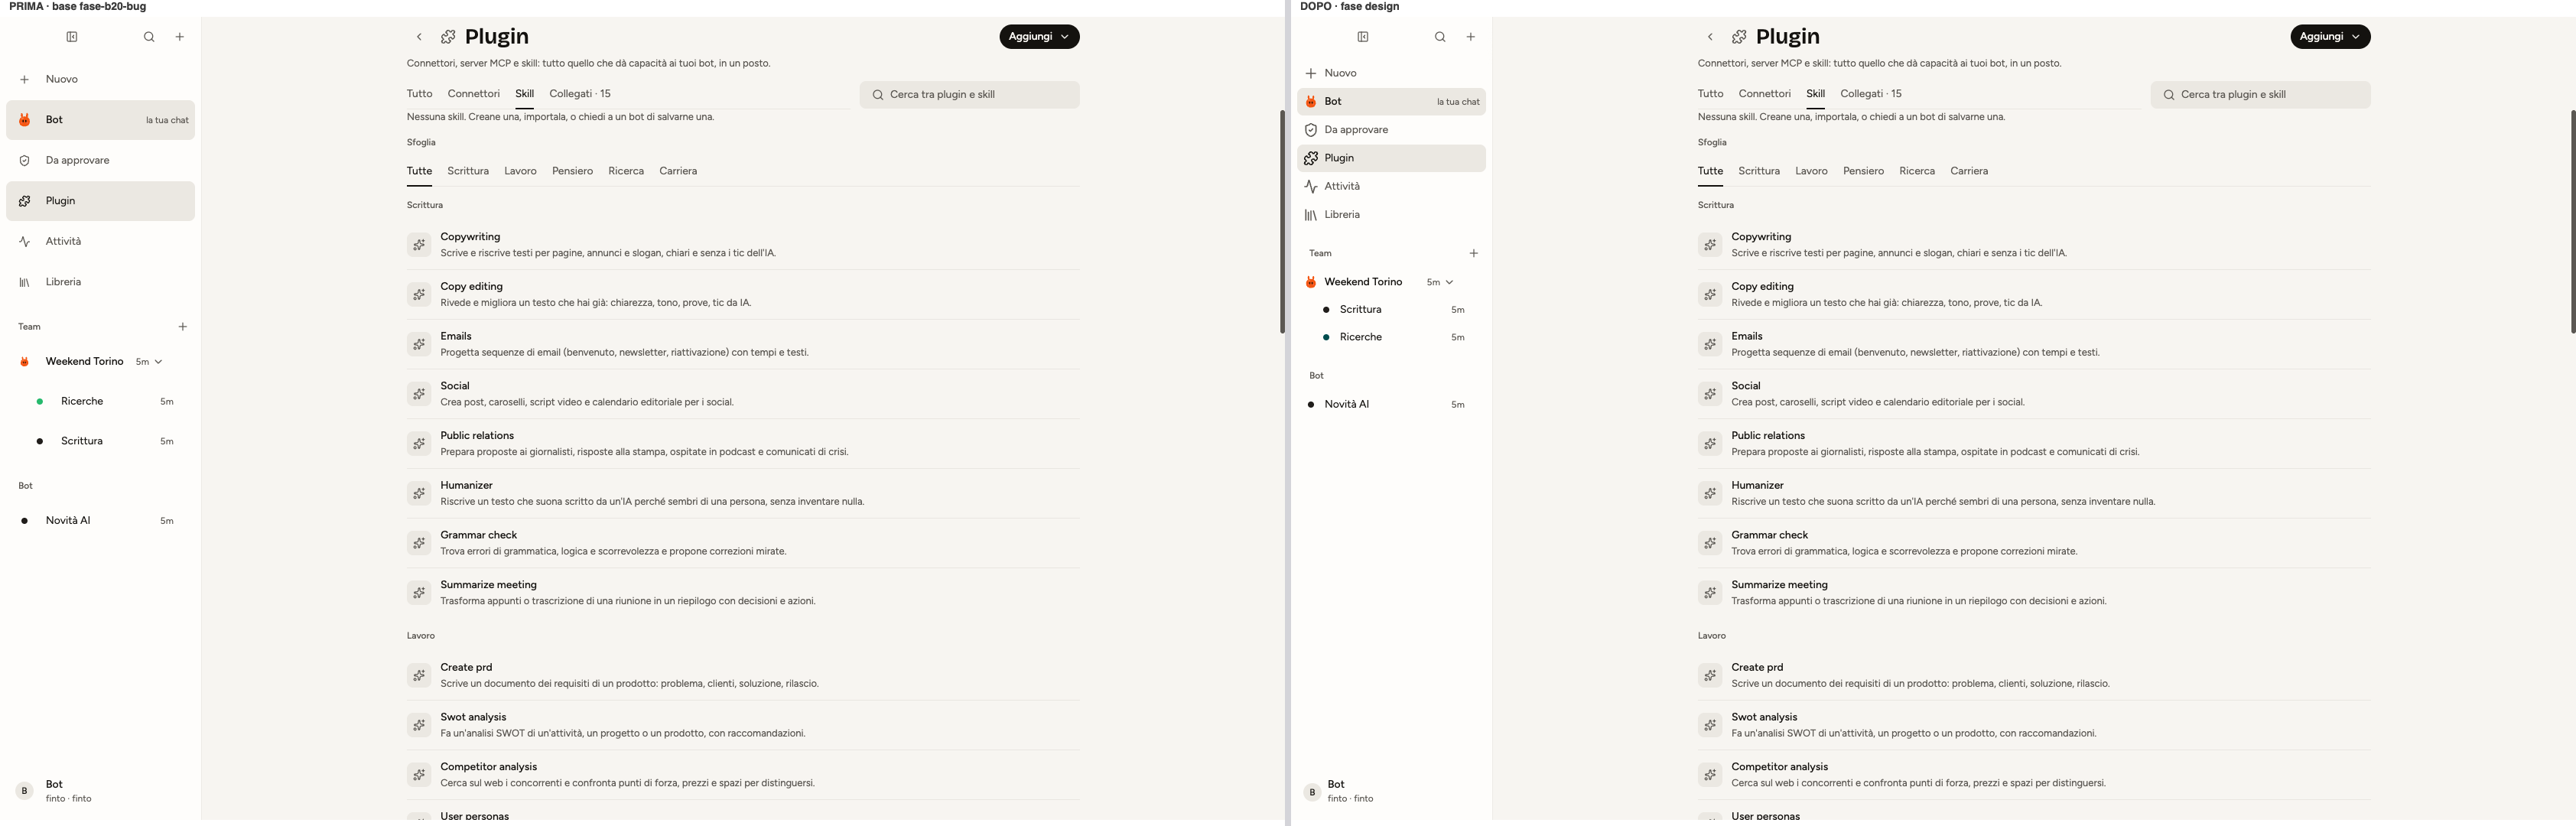 PRIMA · base fase-b20-bug
Nuovo
Bot la tua chat
Da approvare
Plugin
Attività
Libreria
Team
Weekend Torino 5m
Ricerche 5m
Scrittura 5m
Bot
Novità AI 5m
B Bot
finto · finto
Plugin
Aggiungi
Connettori, server MCP e skill: tutto quello che dà capacità ai tuoi bot, in un posto.
Tutto Connettori Skill Collegati · 15
Cerca tra plugin e skill
Nessuna skill. Creane una, importala, o chiedi a un bot di salvarne una.
Sfoglia
Tutte Scrittura Lavoro Pensiero Ricerca Carriera
Scrittura
Copywriting
Scrive e riscrive testi per pagine, annunci e slogan, chiari e senza i tic dell'IA.
Copy editing
Rivede e migliora un testo che hai già: chiarezza, tono, prove, tic da IA.
Emails
Progetta sequenze di email (benvenuto, newsletter, riattivazione) con tempi e testi.
Social
Crea post, caroselli, script video e calendario editoriale per i social.
Public relations
Prepara proposte ai giornalisti, risposte alla stampa, ospitate in podcast e comunicati di crisi.
Humanizer
Riscrive un testo che suona scritto da un'IA perché sembri di una persona, senza inventare nulla.
Grammar check
Trova errori di grammatica, logica e scorrevolezza e propone correzioni mirate.
Summarize meeting
Trasforma appunti o trascrizione di una riunione in un riepilogo con decisioni e azioni.
Lavoro
Create prd
Scrive un documento dei requisiti di un prodotto: problema, clienti, soluzione, rilascio.
Swot analysis
Fa un'analisi SWOT di un'attività, un progetto o un prodotto, con raccomandazioni.
Competitor analysis
Cerca sul web i concorrenti e confronta punti di forza, prezzi e spazi per distinguersi.
User personas
DOPO · fase design
Nuovo
Bot la tua chat
Da approvare
Plugin
Attività
Libreria
Team
Weekend Torino 5m
Scrittura 5m
Ricerche 5m
Bot
Novità AI 5m
B Bot
finto · finto
Plugin
Aggiungi
Connettori, server MCP e skill: tutto quello che dà capacità ai tuoi bot, in un posto.
Tutto Connettori Skill Collegati · 15
Cerca tra plugin e skill
Nessuna skill. Creane una, importala, o chiedi a un bot di salvarne una.
Sfoglia
Tutte Scrittura Lavoro Pensiero Ricerca Carriera
Scrittura
Copywriting
Scrive e riscrive testi per pagine, annunci e slogan, chiari e senza i tic dell'IA.
Copy editing
Rivede e migliora un testo che hai già: chiarezza, tono, prove, tic da IA.
Emails
Progetta sequenze di email (benvenuto, newsletter, riattivazione) con tempi e testi.
Social
Crea post, caroselli, script video e calendario editoriale per i social.
Public relations
Prepara proposte ai giornalisti, risposte alla stampa, ospitate in podcast e comunicati di crisi.
Humanizer
Riscrive un testo che suona scritto da un'IA perché sembri di una persona, senza inventare nulla.
Grammar check
Trova errori di grammatica, logica e scorrevolezza e propone correzioni mirate.
Summarize meeting
Trasforma appunti o trascrizione di una riunione in un riepilogo con decisioni e azioni.
Lavoro
Create prd
Scrive un documento dei requisiti di un prodotto: problema, clienti, soluzione, rilascio.
Swot analysis
Fa un'analisi SWOT di un'attività, un progetto o un prodotto, con raccomandazioni.
Competitor analysis
Cerca sul web i concorrenti e confronta punti di forza, prezzi e spazi per distinguersi.
User personas